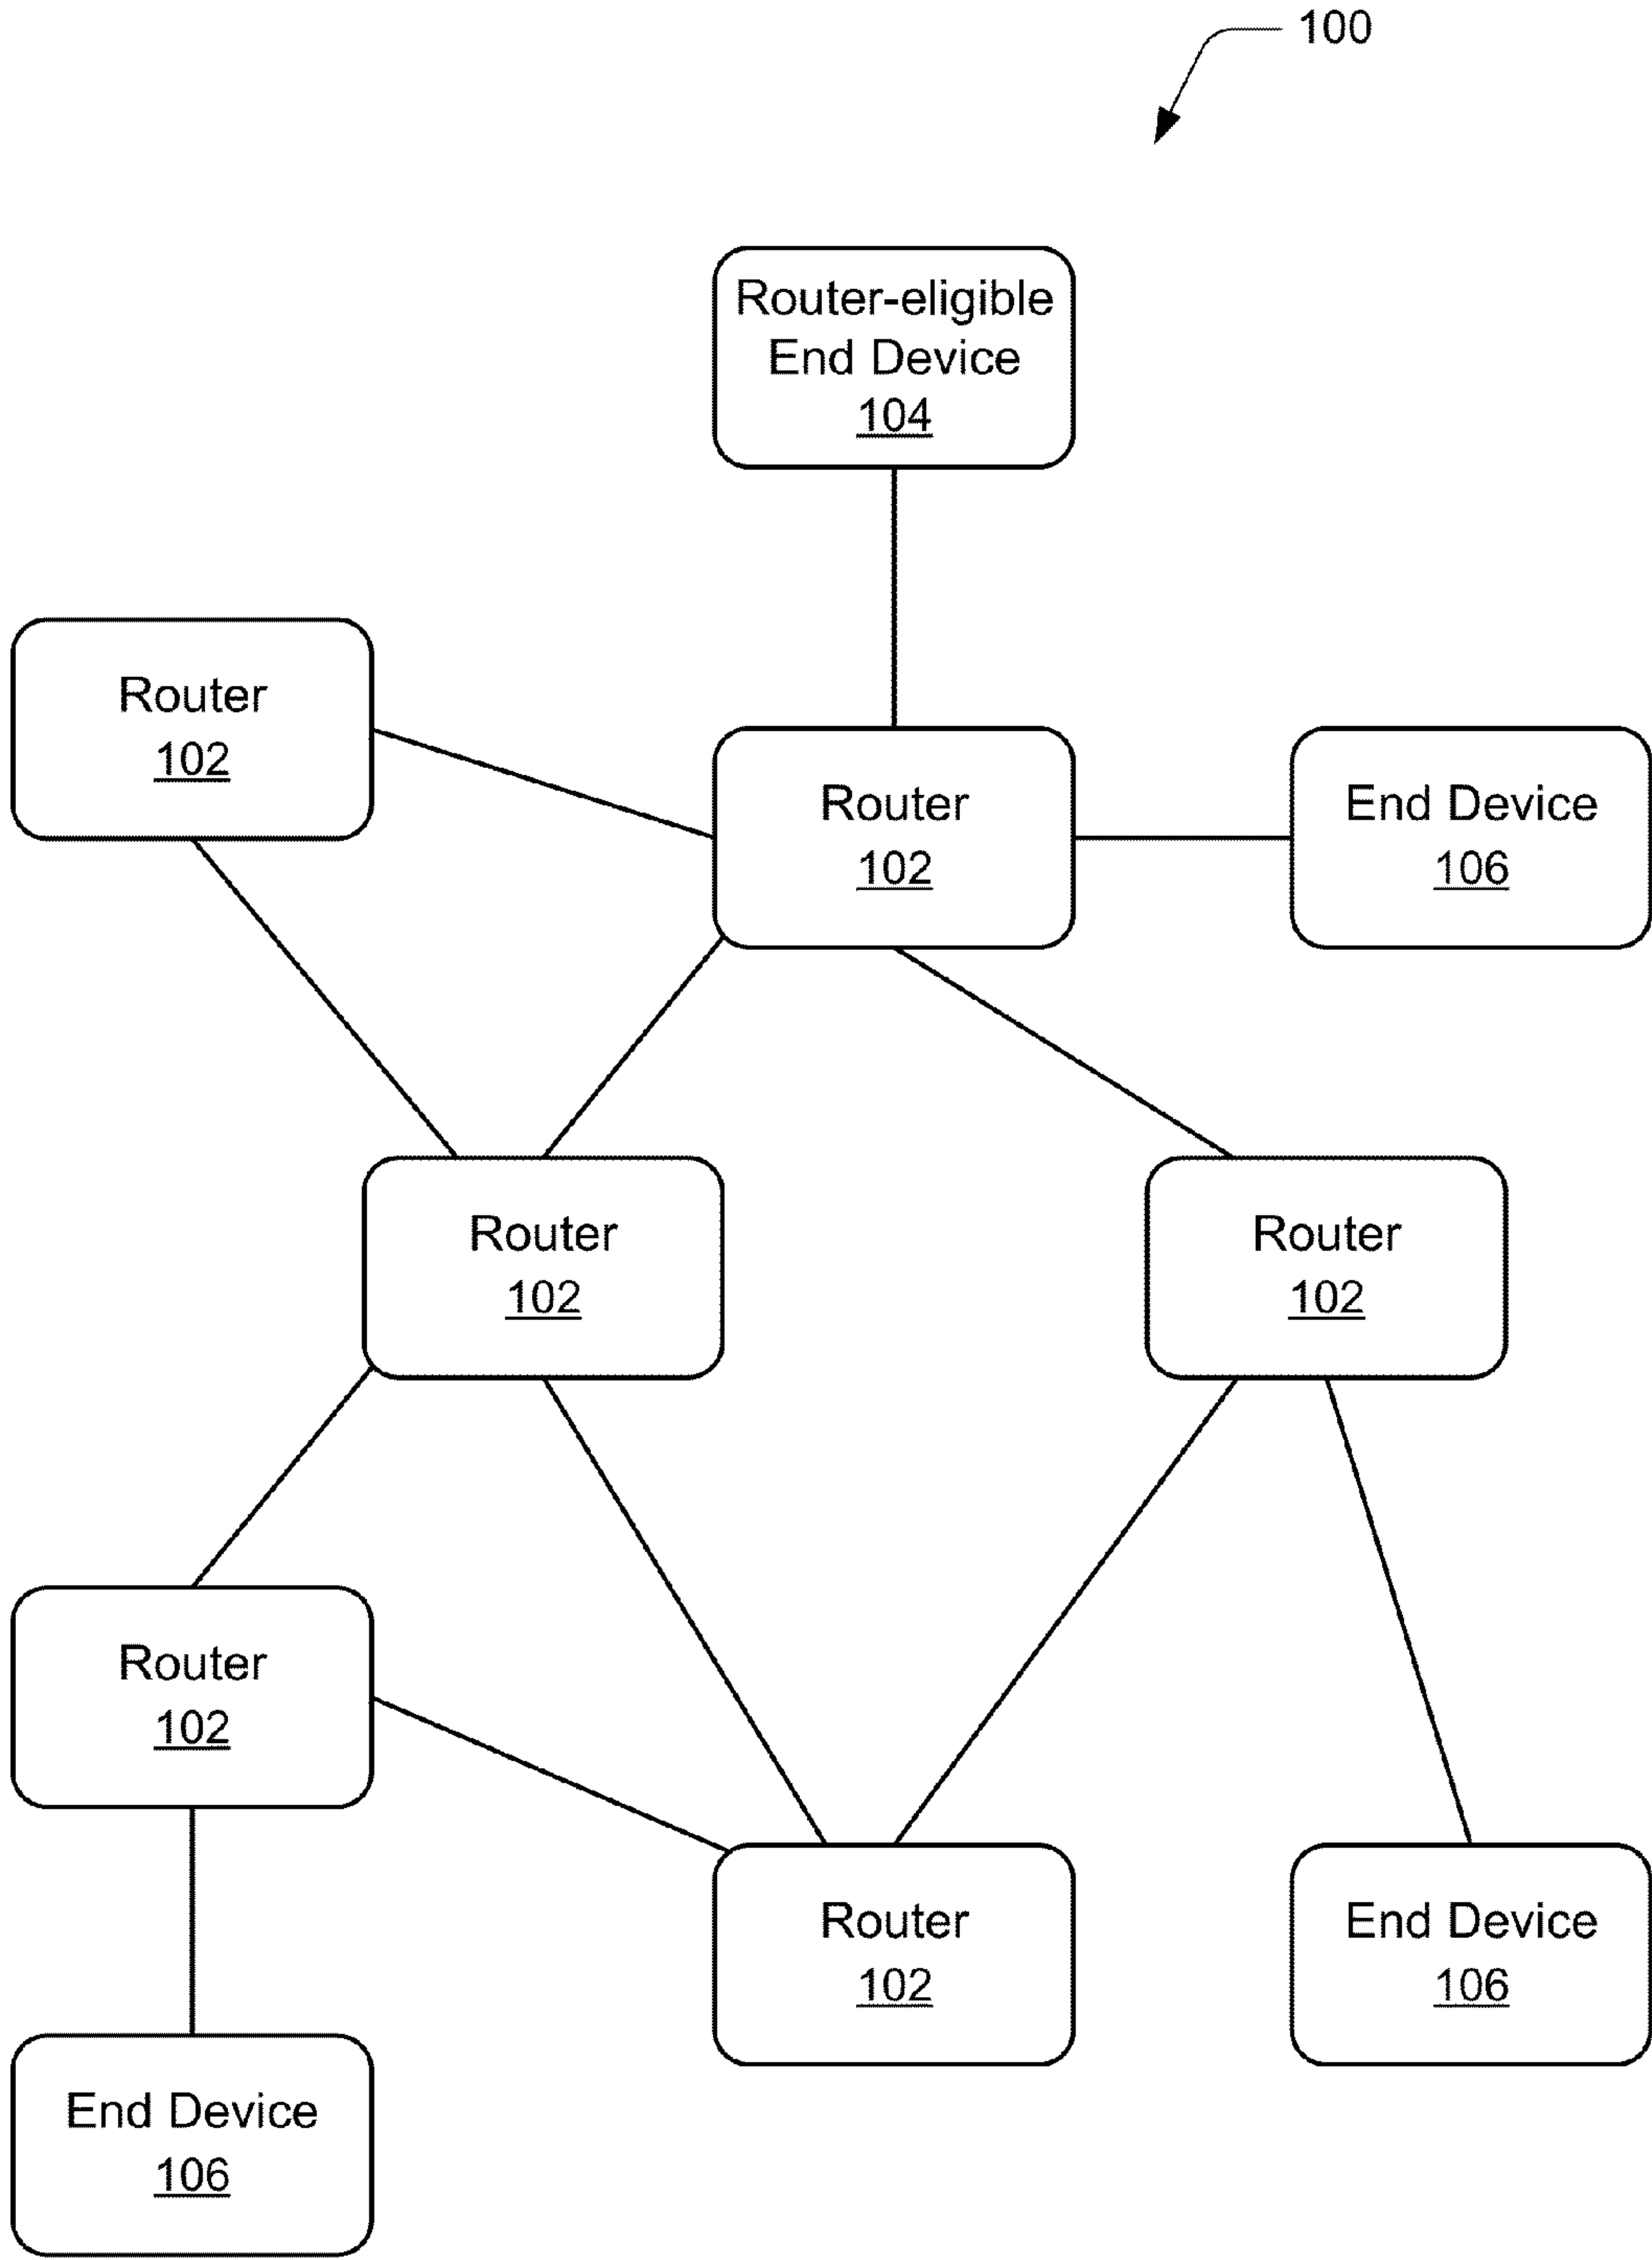 100
Router-eligible
End Device
104
Router
102
Router
102
End Device
106
Router
102
Router
102
Router
102
Router
102
End Device
106
End Device
106